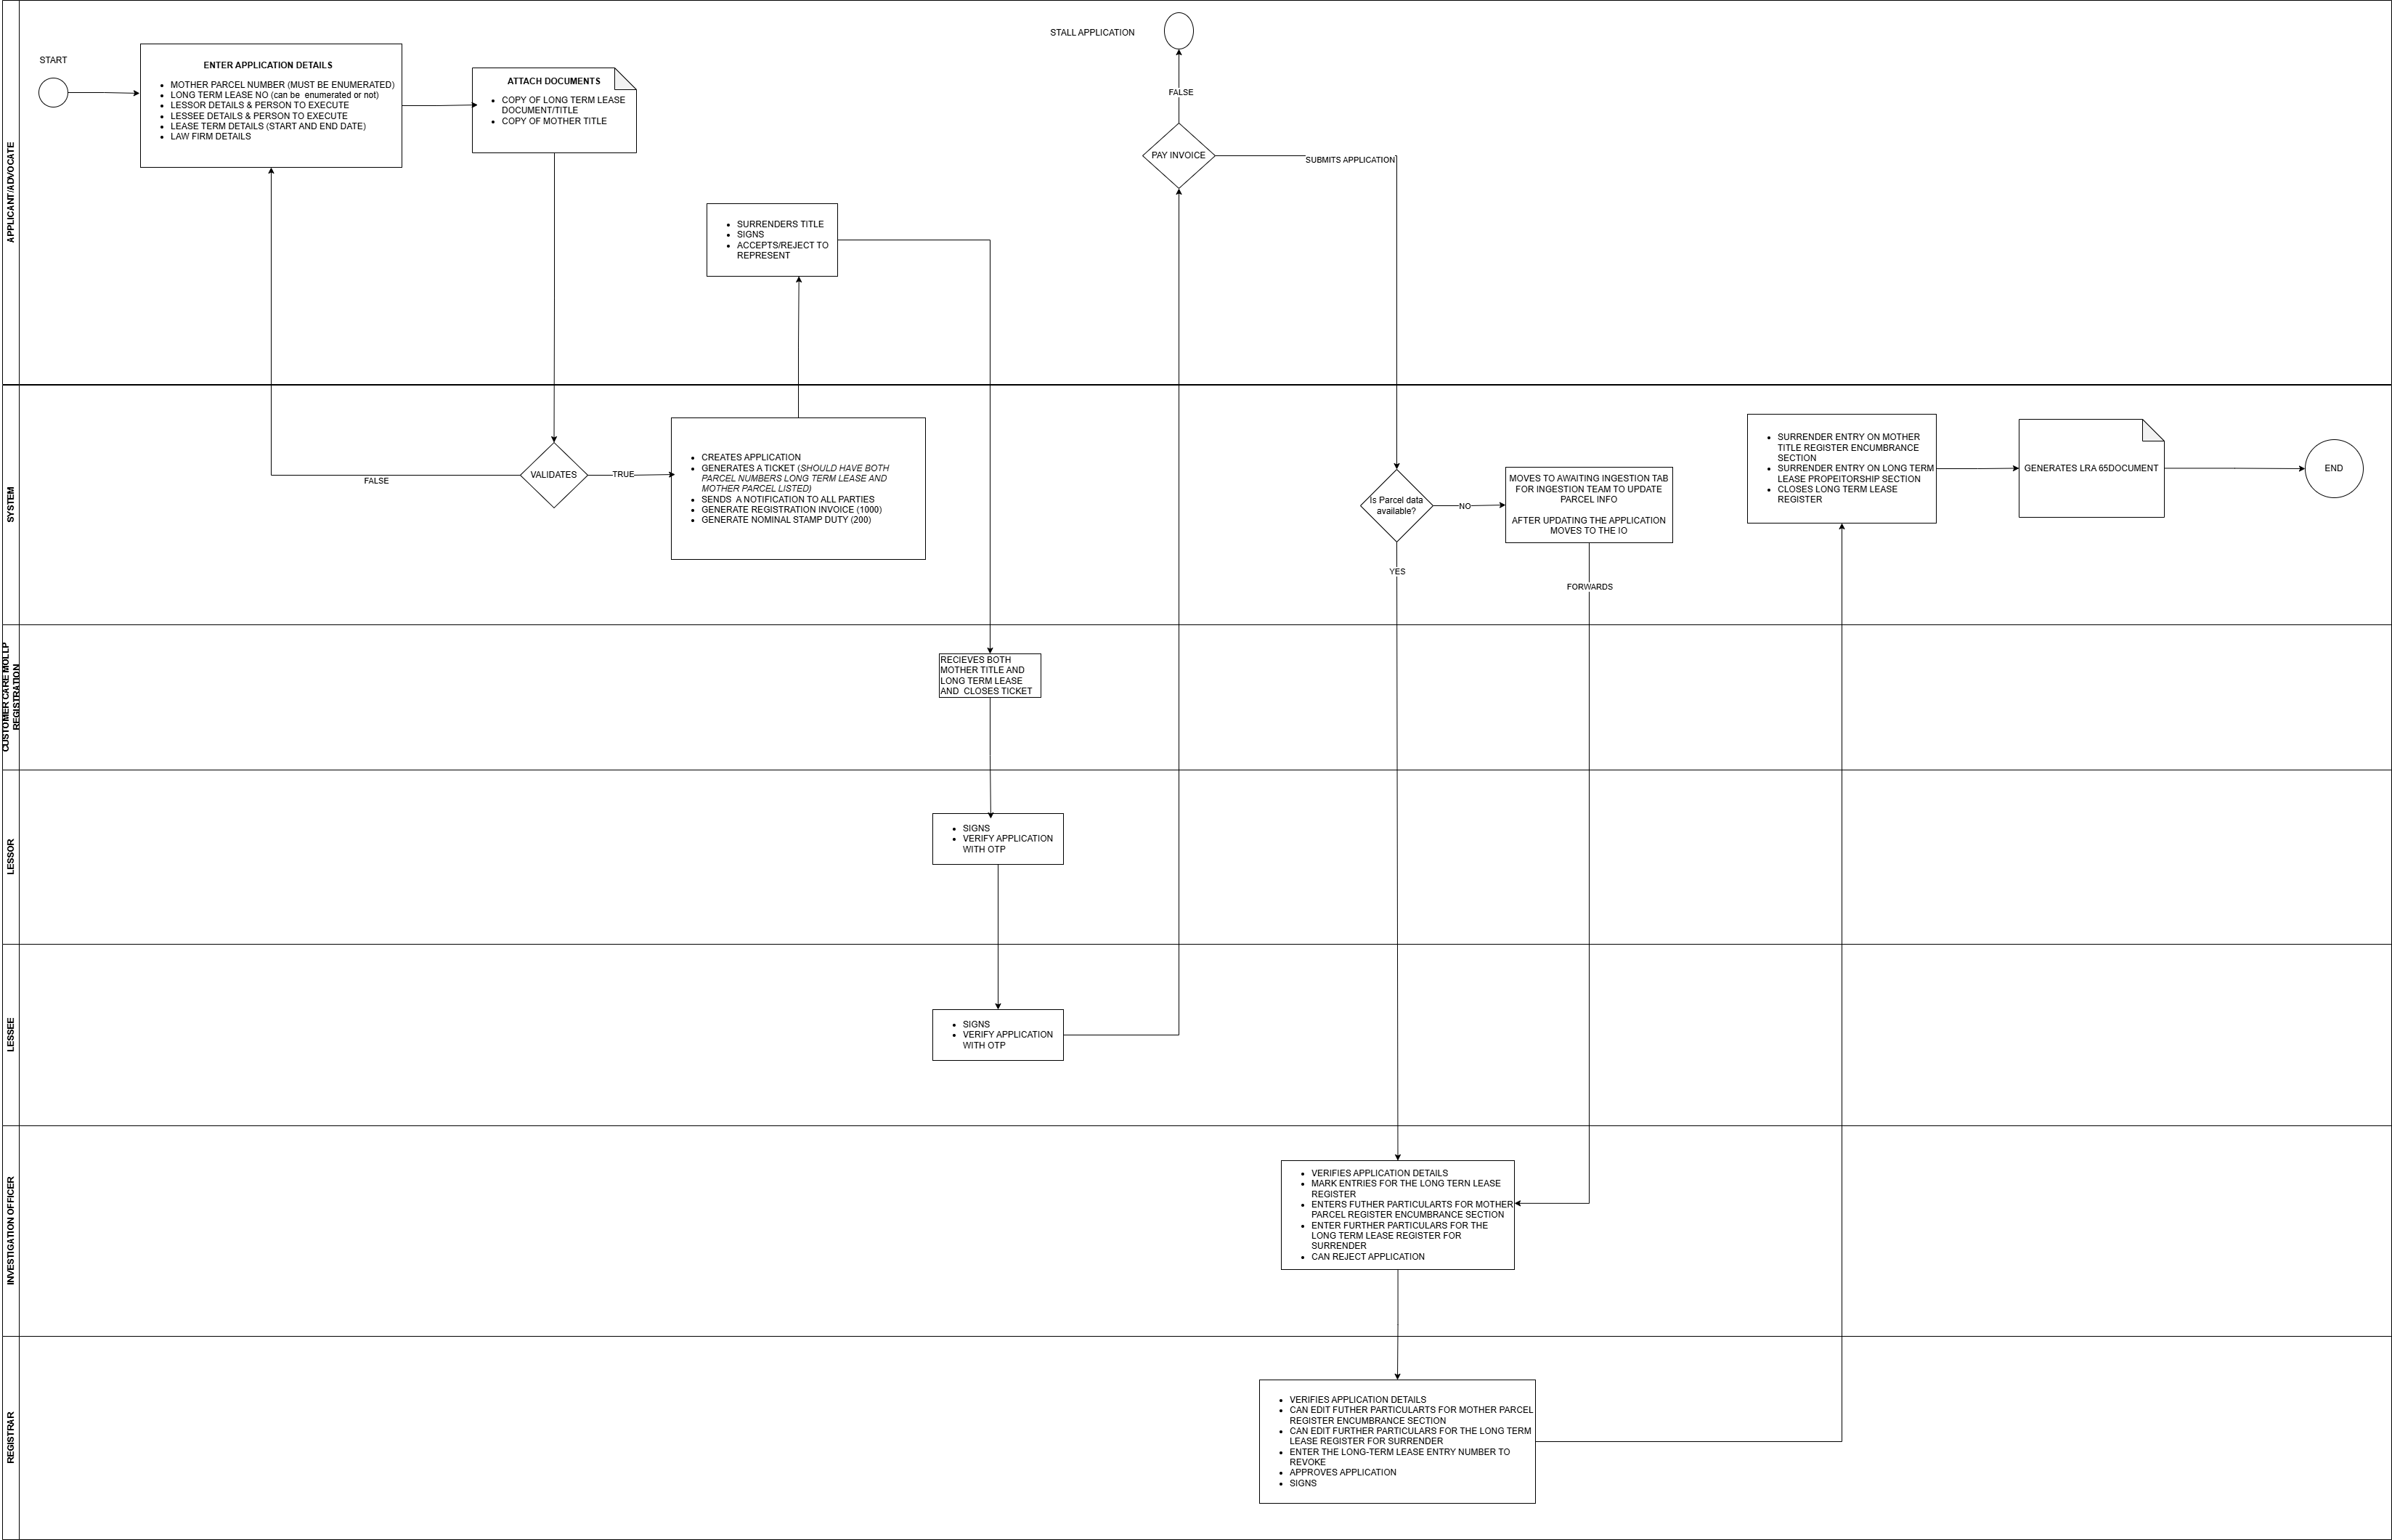 APPLICANT/ADVOCATE
START
ENTER APPLICATION DETAILS
MOTHER PARCEL NUMBER (MUST BE ENUMERATED)
LONG TERM LEASE NO (can be  enumerated or not)
LESSOR DETAILS & PERSON TO EXECUTE
LESSEE DETAILS & PERSON TO EXECUTE
LEASE TERM DETAILS (START AND END DATE)
LAW FIRM DETAILS
ATTACH DOCUMENTS
COPY OF LONG TERM LEASE
DOCUMENT/TITLE
COPY OF MOTHER TITLE
SURRENDERS TITLE
SIGNS
ACCEPTS/REJECT TO
REPRESENT
STALL APPLICATION
FALSE
PAY INVOICE
SUBMITS APPLICATION
SYSTEM
FALSE
VALIDATES
TRUE
CREATES APPLICATION
GENERATES A TICKET (SHOULD HAVE BOTH
PARCEL NUMBERS LONG TERM LEASE AND
MOTHER PARCEL LISTED)
SENDS  A NOTIFICATION TO ALL PARTIES
GENERATE REGISTRATION INVOICE (1000)
GENERATE NOMINAL STAMP DUTY (200)
Is Parcel data
available?
NO
YES
MOVES TO AWAITING INGESTION TAB
FOR INGESTION TEAM TO UPDATE
PARCEL INFO
AFTER UPDATING THE APPLICATION
MOVES TO THE IO
FORWARDS
SURRENDER ENTRY ON MOTHER
TITLE REGISTER ENCUMBRANCE
SECTION
SURRENDER ENTRY ON LONG TERM
LEASE PROPEITORSHIP SECTION
CLOSES LONG TERM LEASE
REGISTER
GENERATES LRA 65DOCUMENT
END
CUSTOMER CARE MOLLP
REGISTRATION
RECIEVES BOTH
MOTHER TITLE AND
LONG TERM LEASE
AND  CLOSES TICKET
LESSOR
SIGNS
VERIFY APPLICATION
WITH OTP
LESSEE
SIGNS
VERIFY APPLICATION
WITH OTP
INVESTIGATION OFFICER
VERIFIES APPLICATION DETAILS
MARK ENTRIES FOR THE LONG TERN LEASE
REGISTER
ENTERS FUTHER PARTICULARTS FOR MOTHER
PARCEL REGISTER ENCUMBRANCE SECTION
ENTER FURTHER PARTICULARS FOR THE
LONG TERM LEASE REGISTER FOR
SURRENDER
CAN REJECT APPLICATION
REGISTRAR
VERIFIES APPLICATION DETAILS
CAN EDIT FUTHER PARTICULARTS FOR MOTHER PARCEL
REGISTER ENCUMBRANCE SECTION
CAN EDIT FURTHER PARTICULARS FOR THE LONG TERM
LEASE REGISTER FOR SURRENDER
ENTER THE LONG-TERM LEASE ENTRY NUMBER TO
REVOKE
APPROVES APPLICATION
SIGNS